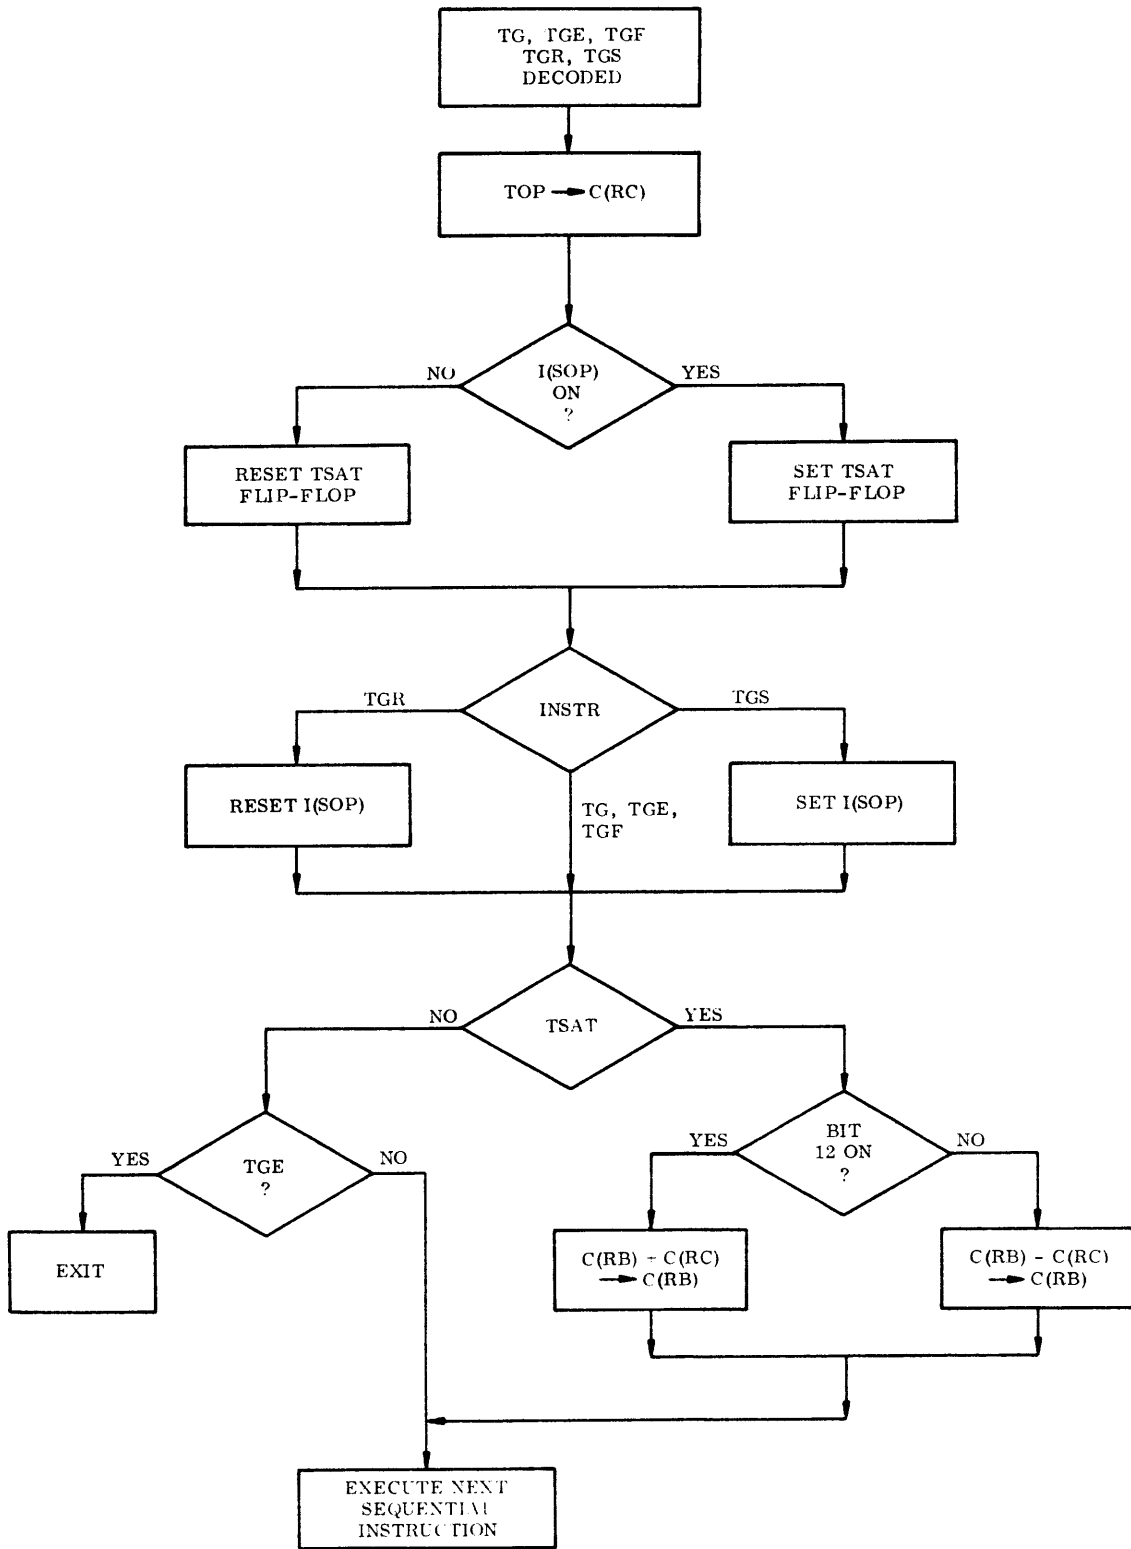 TG, TGE, TGF
TGR, TGS
DECODED
TOP → C(RC)
I(SOP)
ON
?
NO
YES
RESET TSAT
FLIP-FLOP
SET TSAT
FLIP-FLOP
INSTR
TGR
TGS
RESET I(SOP)
TG, TGE,
TGF
SET I(SOP)
TSAT
NO
YES
TGE
?
YES
NO
BIT
12 ON
?
YES
NO
EXIT
C(RB) - C(RC)
→ C(RB)
C(RB) - C(RC)
→ C(RB)
EXECUTE NEXT
SEQUENTIAL
INSTRUCTION